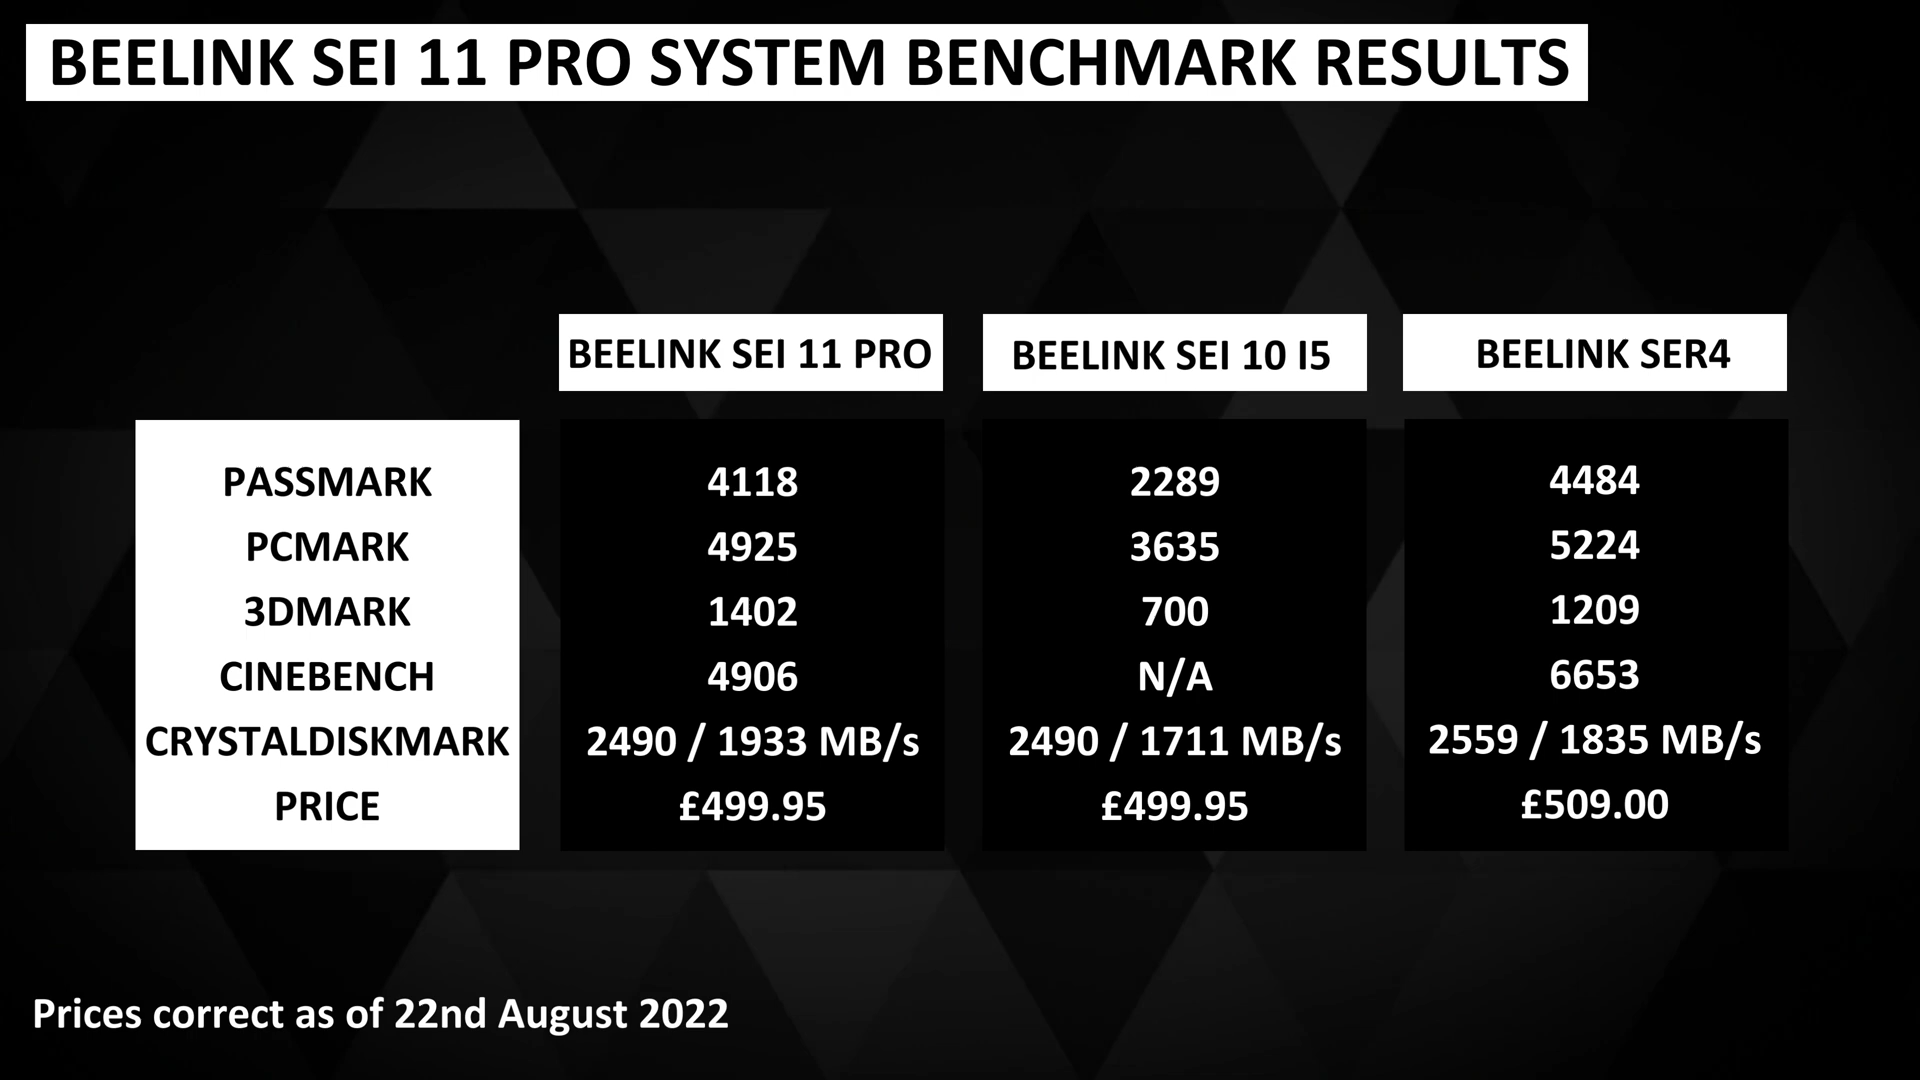 BEELINK SEI 11 PRO SYSTEM BENCHMARK RESULTS
BEELINK SEI 11 PRO BEELINK SEI 10 I5 BEELINK SER4
PASSMARK 4118 2289 4484
PCMARK 4925 3635 5224
3DMARK 1402 700 1209
CINEBENCH 4906 N/A 6653
CRYSTALDISKMARK 2490 / 1933 MB/s 2490 / 1711 MB/s 2559 / 1835 MB/s
PRICE £499.95 £499.95 £509.00
Prices correct as of 22nd August 2022